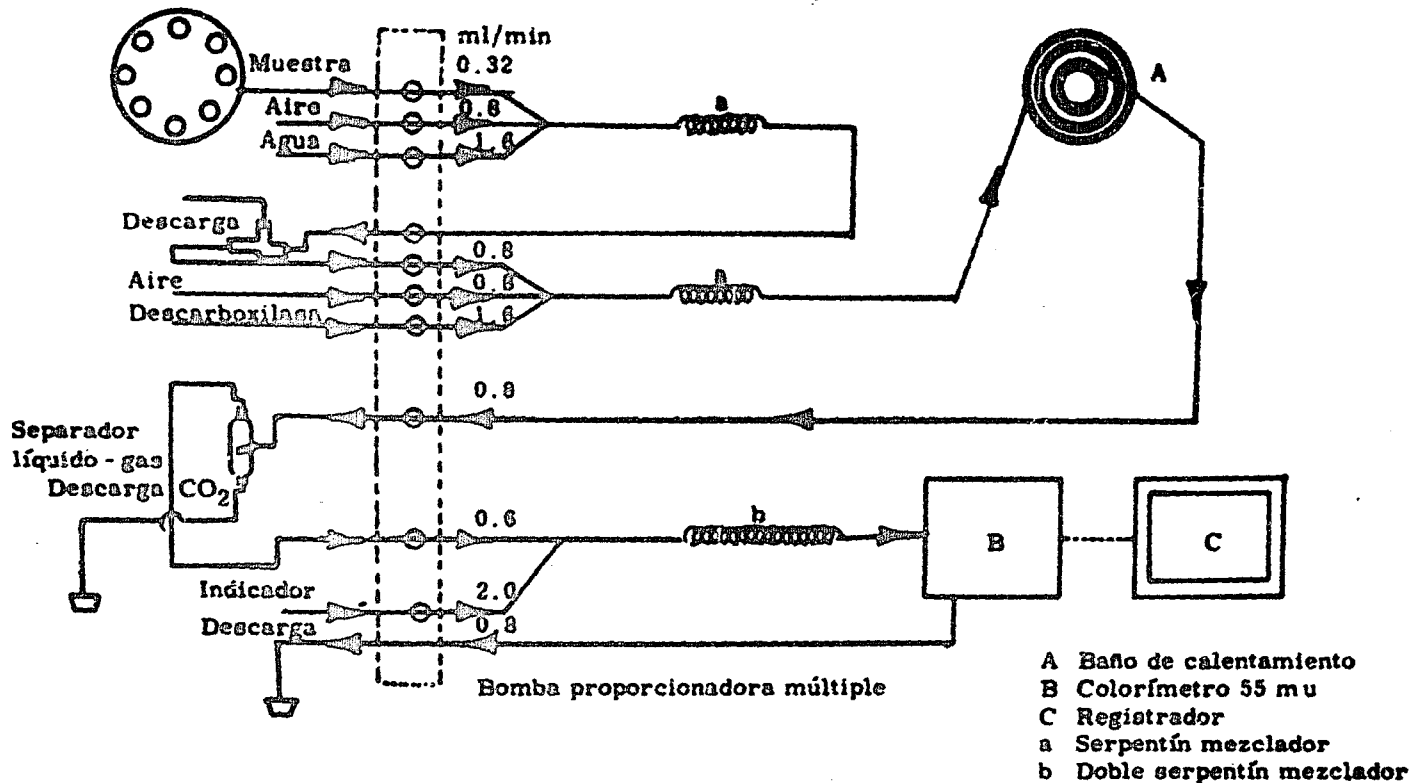 ml/min
Muestra
0.32
Aire
0.8
Agua
1.6
A
a
Descarga
0.8
Aire
0.6
Descarboxilasa
1.6
a
0.8
Separador
líquido - gas
Descarga CO₂
0.6
b
B
C
Indicador
2.0
Descarga
0.8
Bomba proporcionadora múltiple
A Baño de calentamiento
B Colorímetro 55 mu
C Registrador
a Serpentín mezclador
b Doble serpentín mezclador